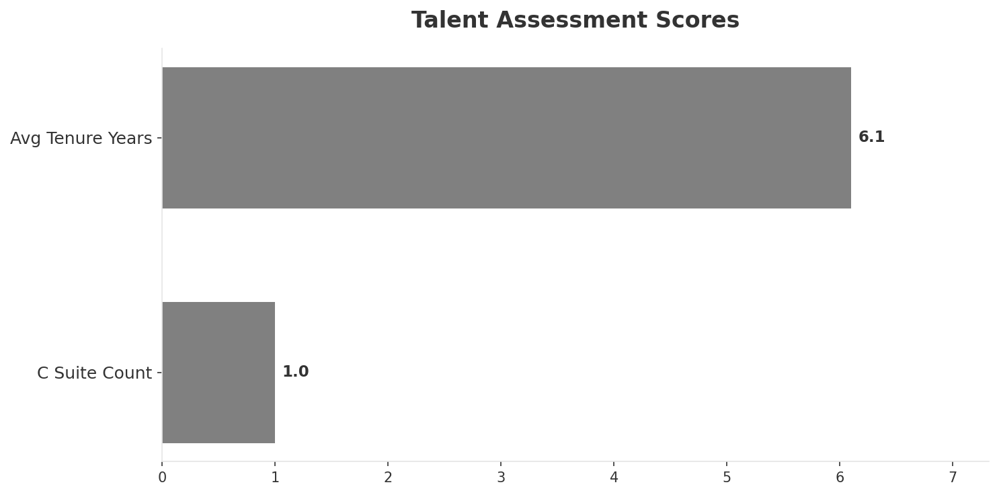 Talent Assessment Scores
Avg Tenure Years
6.1
C Suite Count
1.0
0 1 2 3 4 5 6 7